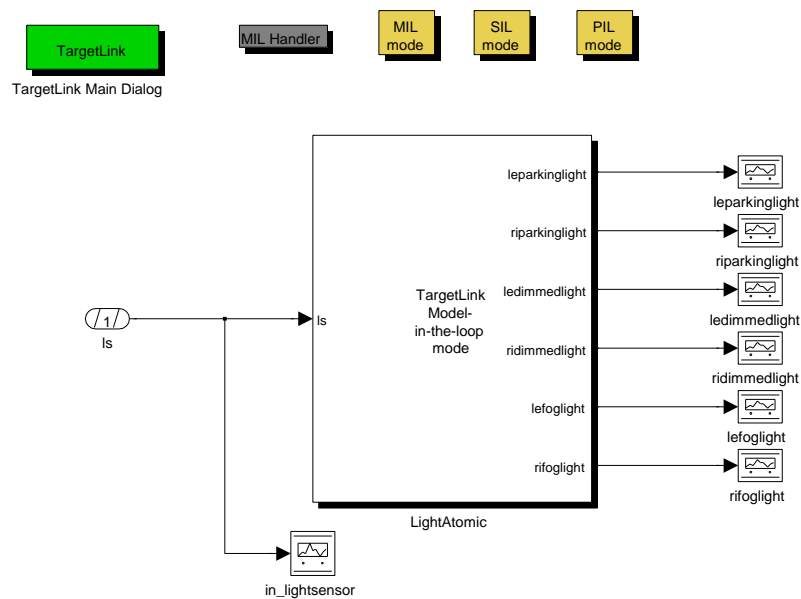 TargetLink
TargetLink Main Dialog
MIL Handler
MIL
mode
SIL
mode
PIL
mode
1
ls
ls
TargetLink
Model-
in-the-loop
mode
leparkinglight
riparkinglight
ledimmedlight
ridimmedlight
lefoglight
rifoglight
LightAtomic
leparkinglight
riparkinglight
ledimmedlight
ridimmedlight
lefoglight
rifoglight
in_lightsensor